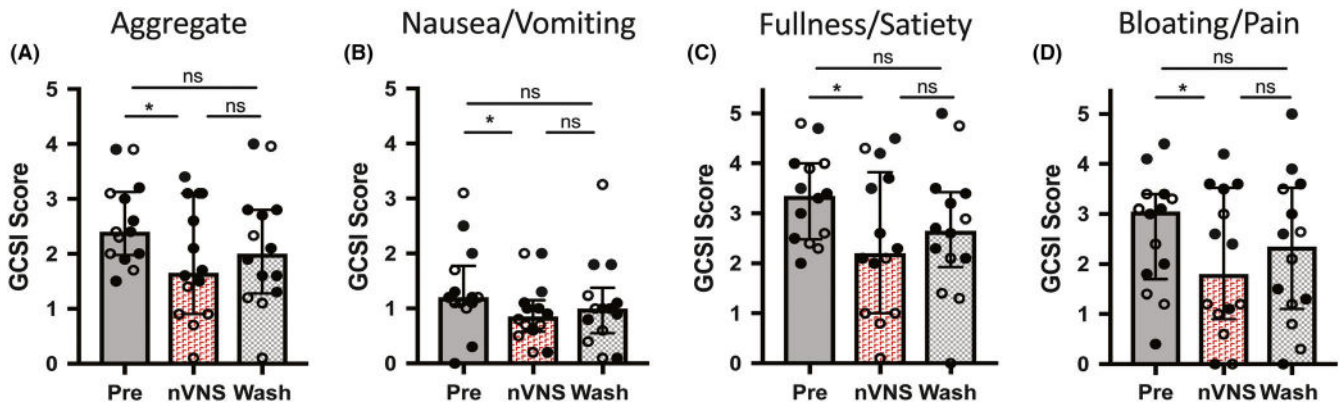 Aggregate
(A)
ns
*
ns
GCSI Score
5
4
3
2
1
0
Pre nVNS Wash
Nausea/Vomiting
(B)
ns
*
ns
GCSI Score
5
4
3
2
1
0
Pre nVNS Wash
Fullness/Satiety
(C)
ns
*
ns
GCSI Score
5
4
3
2
1
0
Pre nVNS Wash
Bloating/Pain
(D)
ns
*
ns
GCSI Score
5
4
3
2
1
0
Pre nVNS Wash